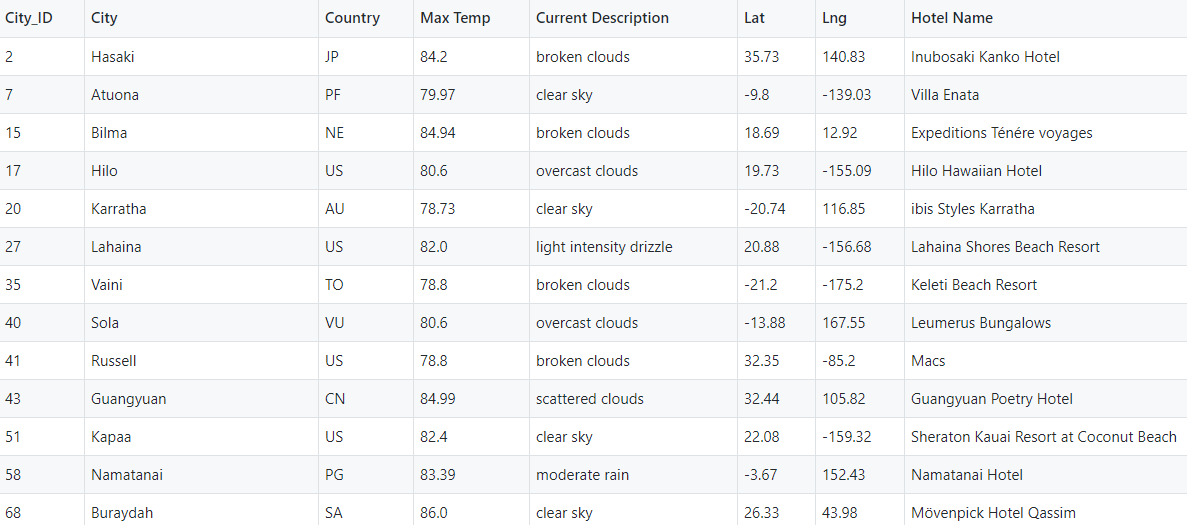 City_ID City Country Max Temp Current Description Lat Lng Hotel Name
2 Hasaki JP 84.2 broken clouds 35.73 140.83 Inubosaki Kanko Hotel
7 Atuona PF 79.97 clear sky -9.8 -139.03 Villa Enata
15 Bilma NE 84.94 broken clouds 18.69 12.92 Expeditions Ténére voyages
17 Hilo US 80.6 overcast clouds 19.73 -155.09 Hilo Hawaiian Hotel
20 Karratha AU 78.73 clear sky -20.74 116.85 ibis Styles Karratha
27 Lahaina US 82.0 light intensity drizzle 20.88 -156.68 Lahaina Shores Beach Resort
35 Vaini TO 78.8 broken clouds -21.2 -175.2 Keleti Beach Resort
40 Sola VU 80.6 overcast clouds -13.88 167.55 Leumerus Bungalows
41 Russell US 78.8 broken clouds 32.35 -85.2 Macs
43 Guangyuan CN 84.99 scattered clouds 32.44 105.82 Guangyuan Poetry Hotel
51 Kapaa US 82.4 clear sky 22.08 -159.32 Sheraton Kauai Resort at Coconut Beach
58 Namatanai PG 83.39 moderate rain -3.67 152.43 Namatanai Hotel
68 Buraydah SA 86.0 clear sky 26.33 43.98 Mövenpick Hotel Qassim